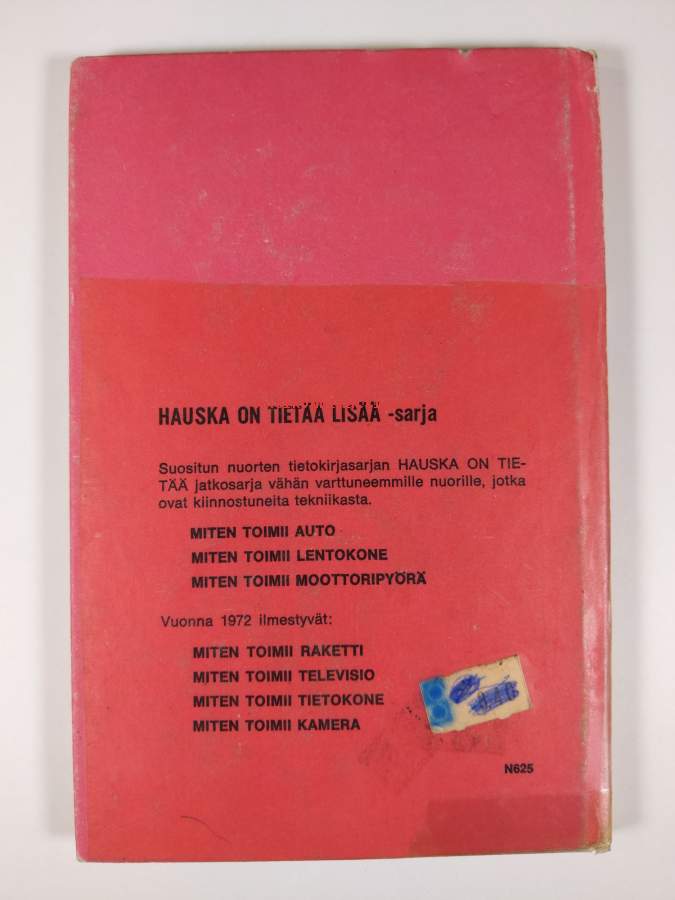 HAUSKA ON TIETÄÄ LISÄÄ -sarja
Suositun nuorten tietokirjasarjan HAUSKA ON TIE-
TÄÄ jatkosarja vähän varttuneemmille nuorille, jotka
ovat kiinnostuneita tekniikasta.
MITEN TOIMII AUTO
MITEN TOIMII LENTOKONE
MITEN TOIMII MOOTTORIPYÖRÄ
Vuonna 1972 ilmestyvät:
MITEN TOIMII RAKETTI
MITEN TOIMII TELEVISIO
MITEN TOIMII TIETOKONE
MITEN TOIMII KAMERA
N625